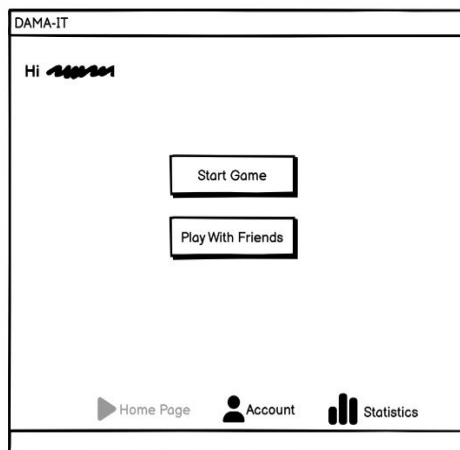 DAMA-IT
Hi
Start Game
Play With Friends
Home Page
Account
Statistics